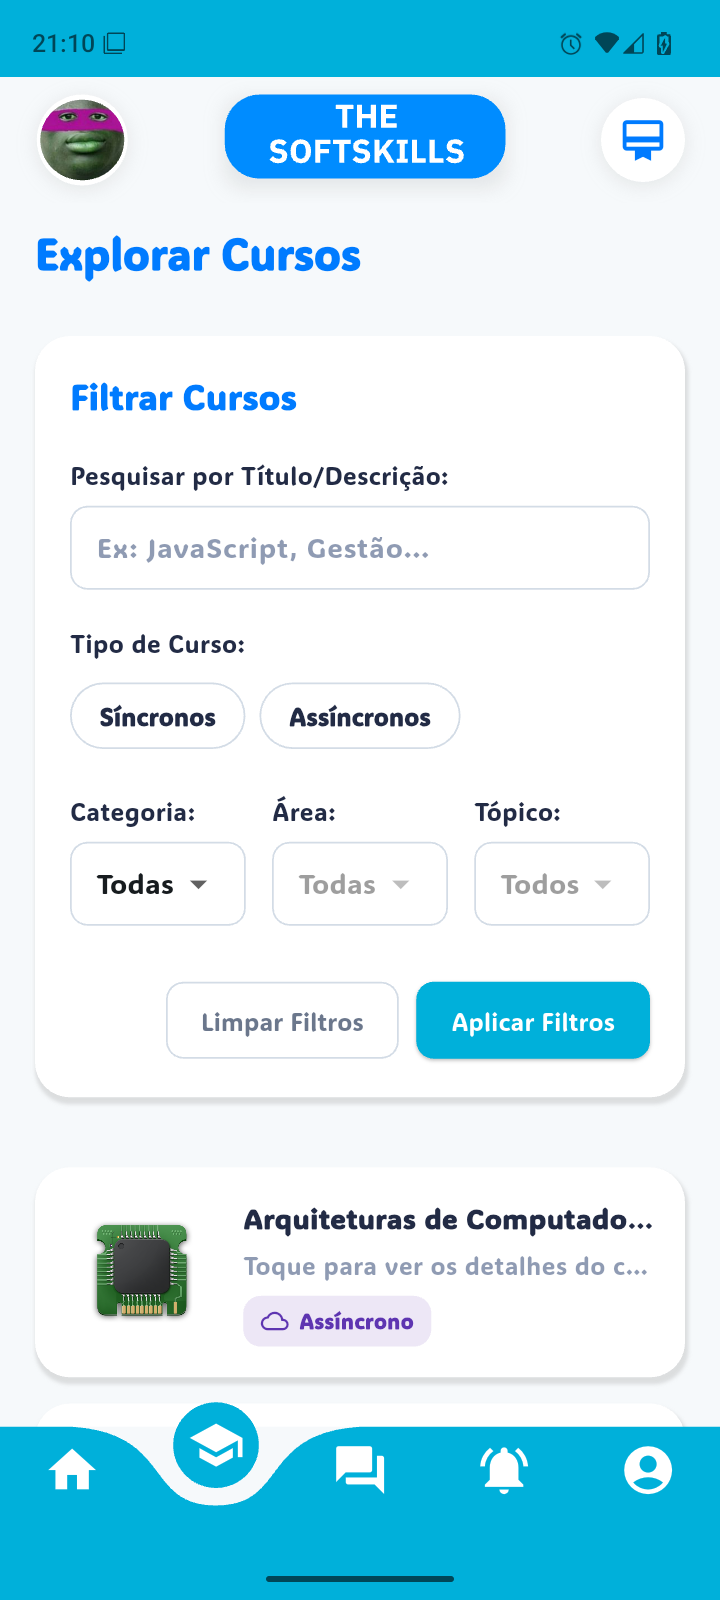 21:10
THE
SOFTSKILLS
Explorar Cursos
Filtrar Cursos
Pesquisar por Título/Descrição:
Ex: JavaScript, Gestão...
Tipo de Curso:
Síncronos Assíncronos
Categoria: Área: Tópico:
Todas Todas Todos
Limpar Filtros Aplicar Filtros
Arquiteturas de Computado...
Toque para ver os detalhes do c...
Assíncrono